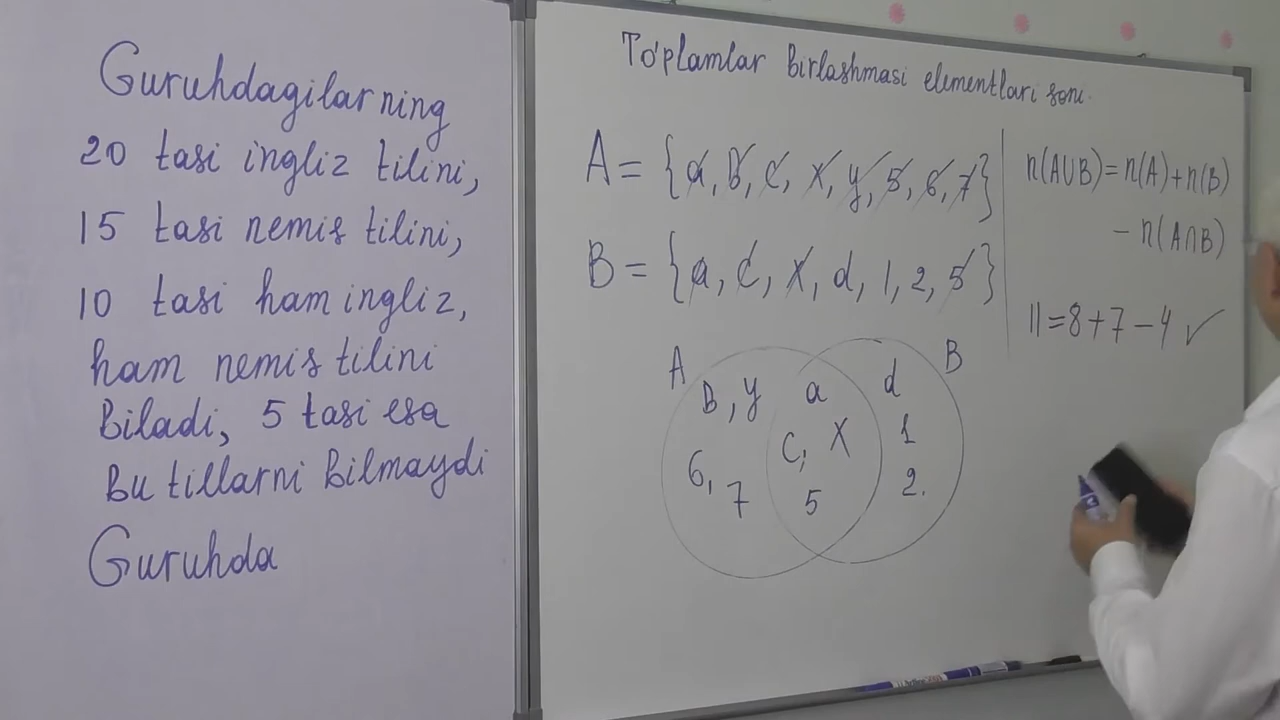 Guruhdagilarning
20 tasi ingliz tilini,
15 tasi nemis tilini,
10 tasi ham ingliz,
ham nemis tilini
Biladi, 5 tasi esa
Bu tillarni Bilmaydi
Guruhda
To'plamlar birlashmasi elementlari soni.
A = {a, B, c, x, y, 5, 6, 7}
B = {a, c, x, d, 1, 2, 5}
n(A∪B) = n(A) + n(B)
- n(A∩B)
11 = 8 + 7 - 4 ✓
A B
B, y a d
c, x 1
6, 7 5 2.